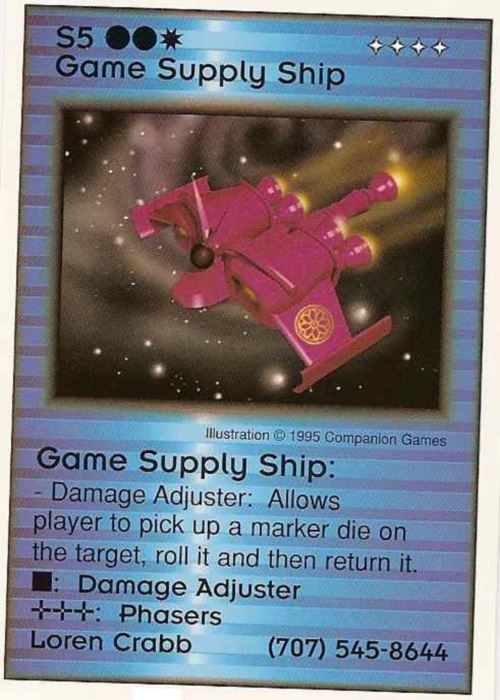 S5 ●●✷
Game Supply Ship
Illustration © 1995 Companion Games
Game Supply Ship:
- Damage Adjuster: Allows
player to pick up a marker die on
the target, roll it and then return it.
■: Damage Adjuster
+++: Phasers
Loren Crabb (707) 545-8644